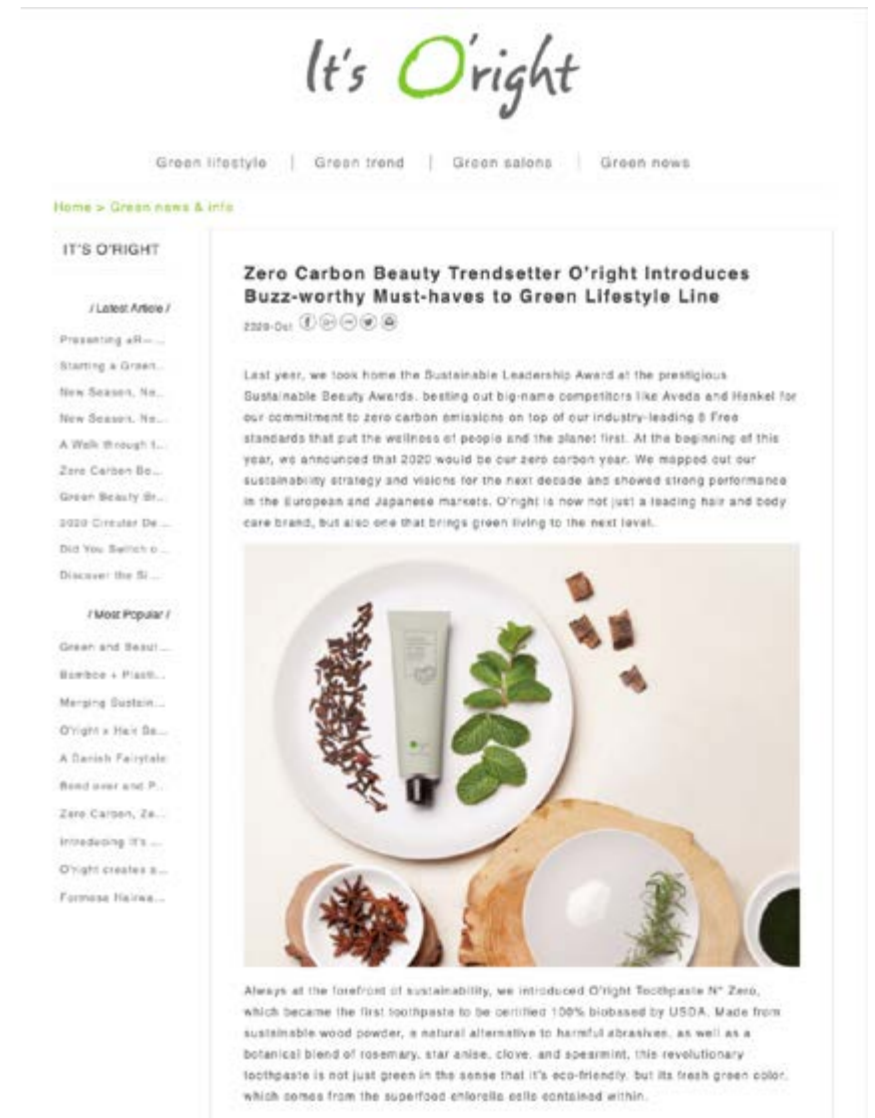 It's O'right
Green lifestyle | Green trend | Green salons | Green news
Home > Green news & info
IT'S O'RIGHT
/ Latest Article /
Presenting
Starting a Green...
New Season, Ne...
New Season, Ne...
A Walk through t...
Zero Carbon Be...
Green Beauty Br...
2020 Circular De...
Did You Switch o...
Discover the Si...
/ Most Popular /
Green and Beaut...
Bamboo + Plasti...
Merging Sustain...
O'right x Hair Be...
A Danish Fairytale
Bend over and P...
Zero Carbon, Ze...
Introducing It's ...
O'right creates a...
Formosa Hairwa...
Zero Carbon Beauty Trendsetter O'right Introduces
Buzz-worthy Must-haves to Green Lifestyle Line
2020-Oct
Last year, we took home the Sustainable Leadership Award at the prestigious
Sustainable Beauty Awards, besting out big-name competitors like Aveda and Henkel for
our commitment to zero carbon emissions on top of our industry-leading 8 Free
standards that put the wellness of people and the planet first. At the beginning of this
year, we announced that 2020 would be our zero carbon year. We mapped out our
sustainability strategy and visions for the next decade and showed strong performance
in the European and Japanese markets. O'right is now not just a leading hair and body
care brand, but also one that brings green living to the next level.
O'right
Always at the forefront of sustainability, we introduced O'right Toothpaste N° Zero,
which became the first toothpaste to be certified 100% biobased by USDA. Made from
sustainable wood powder, a natural alternative to harmful abrasives, as well as a
botanical blend of rosemary, star anise, clove, and spearmint, this revolutionary
toothpaste is not just green in the sense that it's eco-friendly, but its fresh green color,
which comes from the superfood chlorella cells contained within.